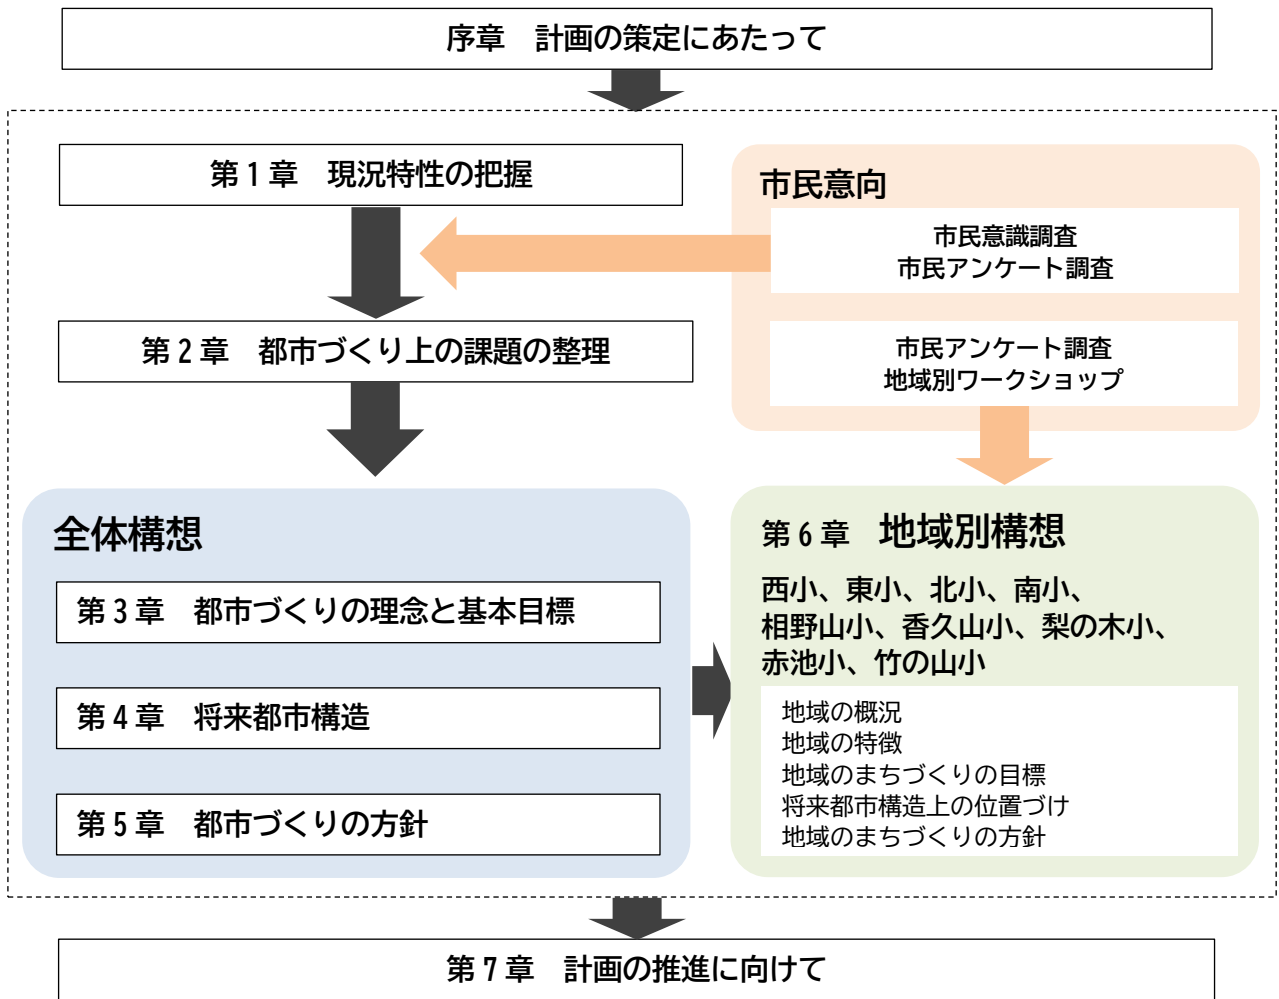 序章　計画の策定にあたって
第１章　現況特性の把握
市民意向
市民意識調査
市民アンケート調査
第２章　都市づくり上の課題の整理
市民アンケート調査
地域別ワークショップ
全体構想
第３章　都市づくりの理念と基本目標
第４章　将来都市構造
第５章　都市づくりの方針
第６章　地域別構想
西小、東小、北小、南小、
相野山小、香久山小、梨の木小、
赤池小、竹の山小
地域の概況
地域の特徴
地域のまちづくりの目標
将来都市構造上の位置づけ
地域のまちづくりの方針
第７章　計画の推進に向けて